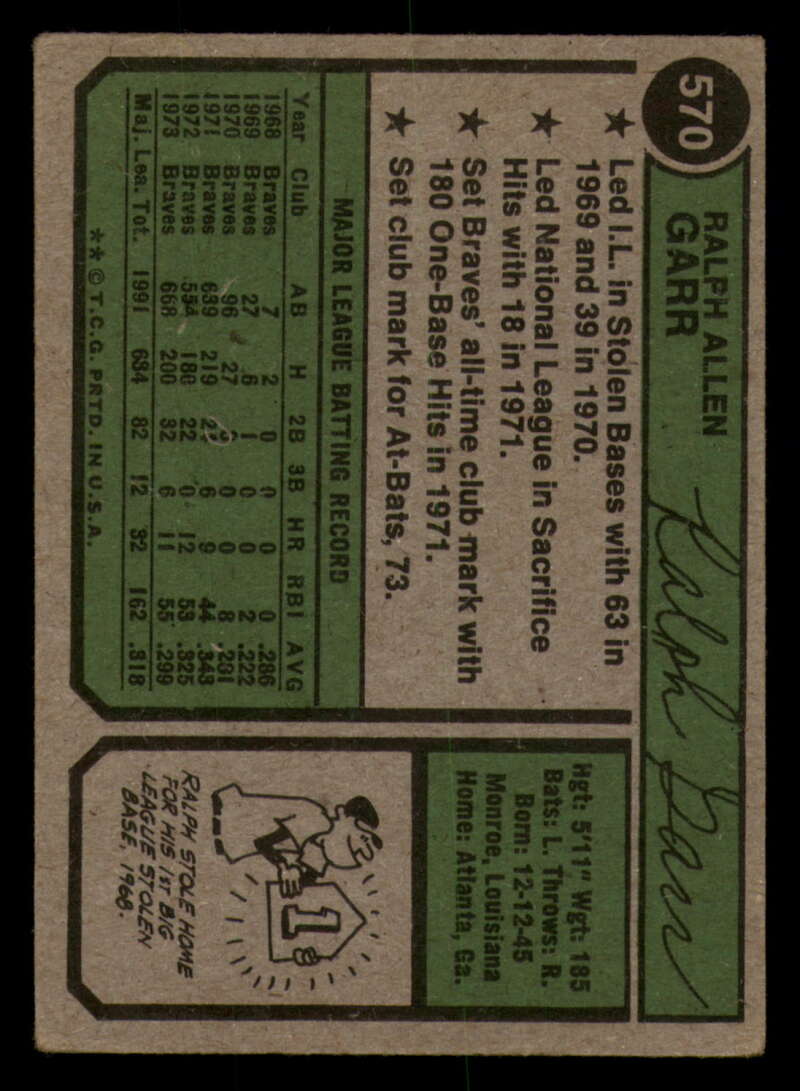 570
RALPH ALLEN
GARR
Ralph Garr
★ Led I.L. in Stolen Bases with 63 in
1969 and 39 in 1970.
★ Led National League in Sacrifice
Hits with 18 in 1971.
★ Set Braves' all-time club mark with
180 One-Base Hits in 1971.
★ Set club mark for At-Bats, 73.
MAJOR LEAGUE BATTING RECORD
Year Club AB H 2B 3B HR RBI AVG
1968 Braves 7 2 0 0 0 0 .286
1969 Braves 27 6 1 0 0 2 .222
1970 Braves 96 27 0 0 8 .281
1971 Braves 639 219 6 9 44 .343
1972 Braves 554 180 22 0 12 53 .325
1973 Braves 668 200 32 6 11 55 .299
Maj. Lea. Tot. 1991 634 82 12 32 162 .318
** © T.C.G. PRTD. IN U.S.A.
Hgt: 5'11" Wgt: 185
Bats: L. Throws: R.
Born: 12-12-45
Monroe, Louisiana
Home: Atlanta, Ga.
1
RALPH STOLE HOME
FOR HIS 1ST BIG
LEAGUE STOLEN
BASE, 1968.